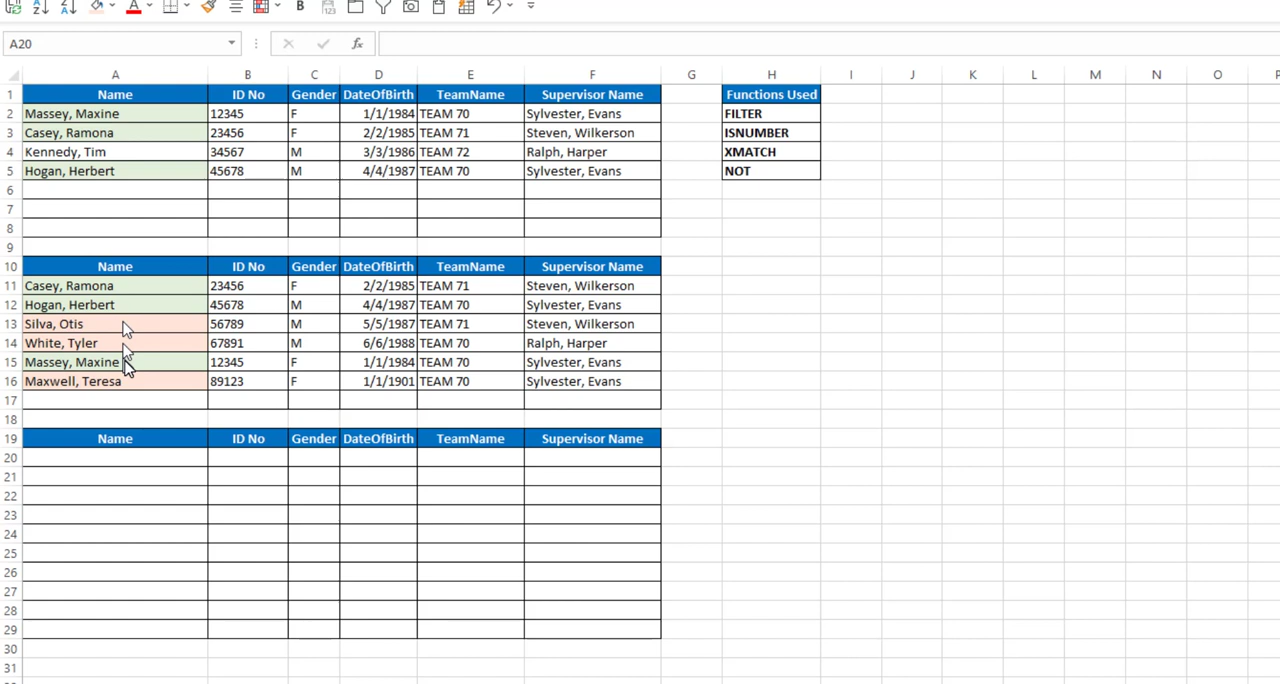 A20 fx
A B C D E F G H I J K L M N O P
1 Name ID No Gender DateOfBirth TeamName Supervisor Name Functions Used
2 Massey, Maxine 12345 F 1/1/1984 TEAM 70 Sylvester, Evans FILTER
3 Casey, Ramona 23456 F 2/2/1985 TEAM 71 Steven, Wilkerson ISNUMBER
4 Kennedy, Tim 34567 M 3/3/1986 TEAM 72 Ralph, Harper XMATCH
5 Hogan, Herbert 45678 M 4/4/1987 TEAM 70 Sylvester, Evans NOT
6
7
8
9
10 Name ID No Gender DateOfBirth TeamName Supervisor Name
11 Casey, Ramona 23456 F 2/2/1985 TEAM 71 Steven, Wilkerson
12 Hogan, Herbert 45678 M 4/4/1987 TEAM 70 Sylvester, Evans
13 Silva, Otis 56789 M 5/5/1987 TEAM 71 Steven, Wilkerson
14 White, Tyler 67891 M 6/6/1988 TEAM 70 Ralph, Harper
15 Massey, Maxine 12345 F 1/1/1984 TEAM 70 Sylvester, Evans
16 Maxwell, Teresa 89123 F 1/1/1901 TEAM 70 Sylvester, Evans
17
18
19 Name ID No Gender DateOfBirth TeamName Supervisor Name
20
21
22
23
24
25
26
27
28
29
30
31